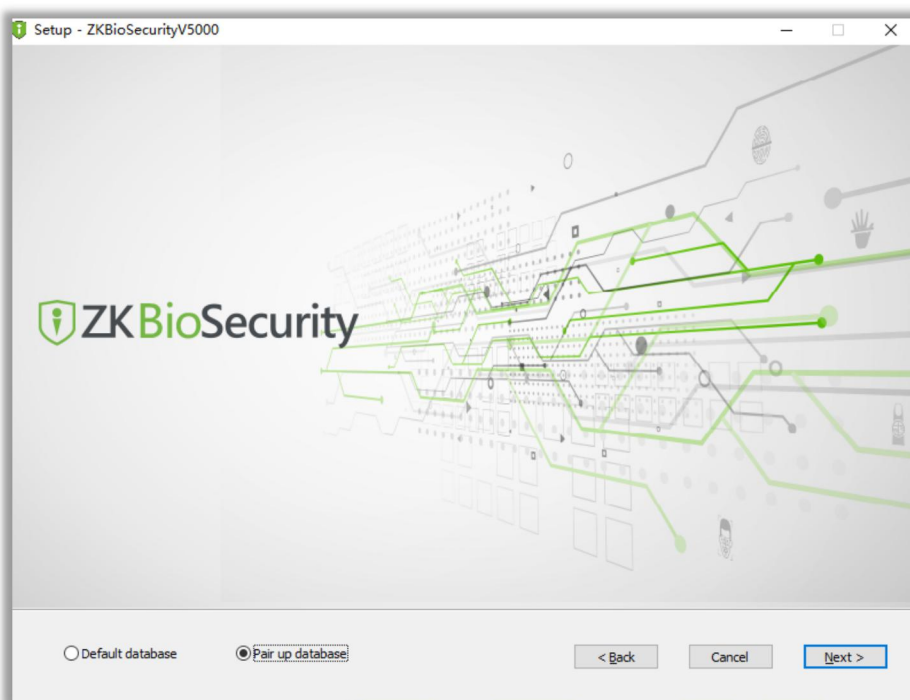 Setup - ZKBioSecurityV5000
ZKBioSecurity
Default database
Pair up database
< Back
Cancel
Next >